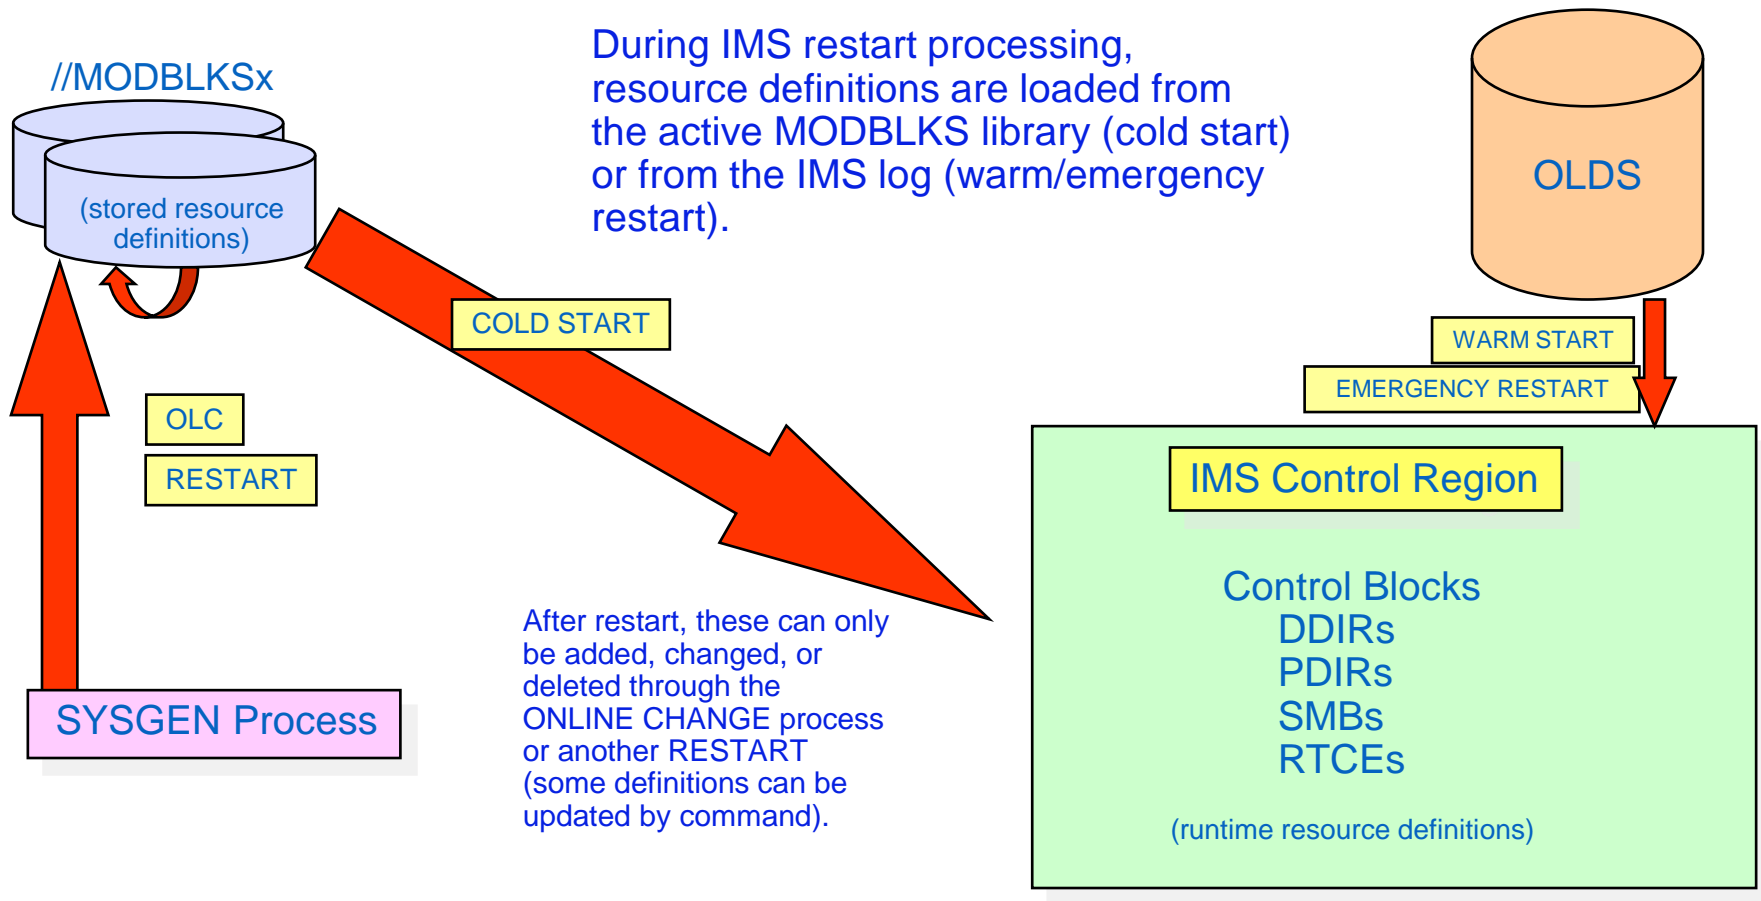 //MODBLKSx
(stored resource
definitions)
During IMS restart processing,
resource definitions are loaded from
the active MODBLKS library (cold start)
or from the IMS log (warm/emergency
restart).
OLDS
COLD START
WARM START
EMERGENCY RESTART
OLC
RESTART
IMS Control Region
Control Blocks
DDIRs
PDIRs
SMBs
RTCEs
(runtime resource definitions)
After restart, these can only
be added, changed, or
deleted through the
ONLINE CHANGE process
or another RESTART
(some definitions can be
updated by command).
SYSGEN Process